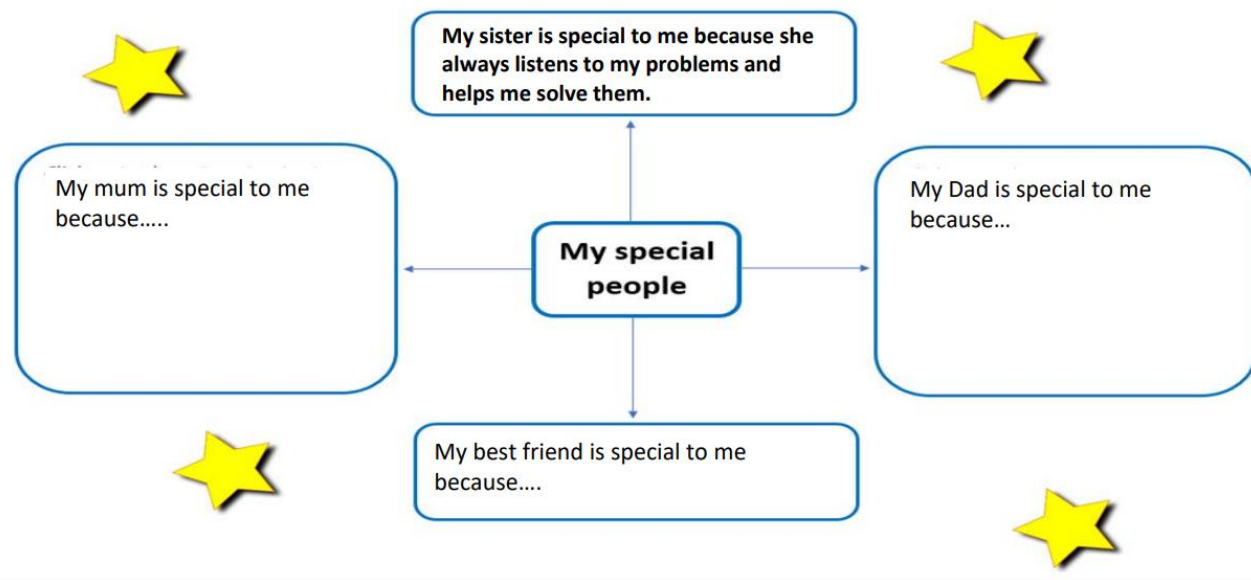 My sister is special to me because she
always listens to my problems and
helps me solve them.
My mum is special to me
because…..
My Dad is special to me
because…
My special
people
My best friend is special to me
because….